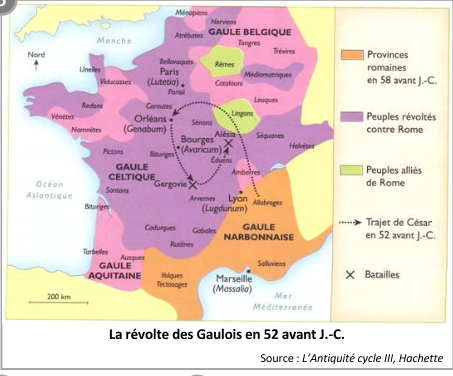 Manche
Nord
Ménapiens
Nerviens
Atrébates
GAULE BELGIQUE
Tongres
Trévires
Bellovaques
Rèmes
Paris
(Lutetia)
Parisii
Médiomatriques
Catalauni
Leuques
Unelles
Viducasses
Redons
Vénètes
Namnètes
Carnutes
Orléans
(Genabum)
Sénons
Lingons
Alésia
Séquanes
Helvètes
Bourges
(Avaricum)
Bituriges
Éduens
Pictons
GAULE
CELTIQUE
Gergovie
Ambarres
Océan
Atlantique
Santons
Bituriges
Arvernes
Lyon
(Lugdunum)
Allobroges
Cadurques
Gabales
Rutènes
GAULE
NARBONNAISE
Tarbelles
Ausques
GAULE
AQUITAINE
Volques
Tectosages
Salluviens
Marseille
(Massalia)
Mer
Méditerranée
200 km
Provinces
romaines
en 58 avant J.-C.
Peuples révoltés
contre Rome
Peuples alliés
de Rome
Trajet de César
en 52 avant J.-C.
Batailles
La révolte des Gaulois en 52 avant J.-C.
Source : L'Antiquité cycle III, Hachette